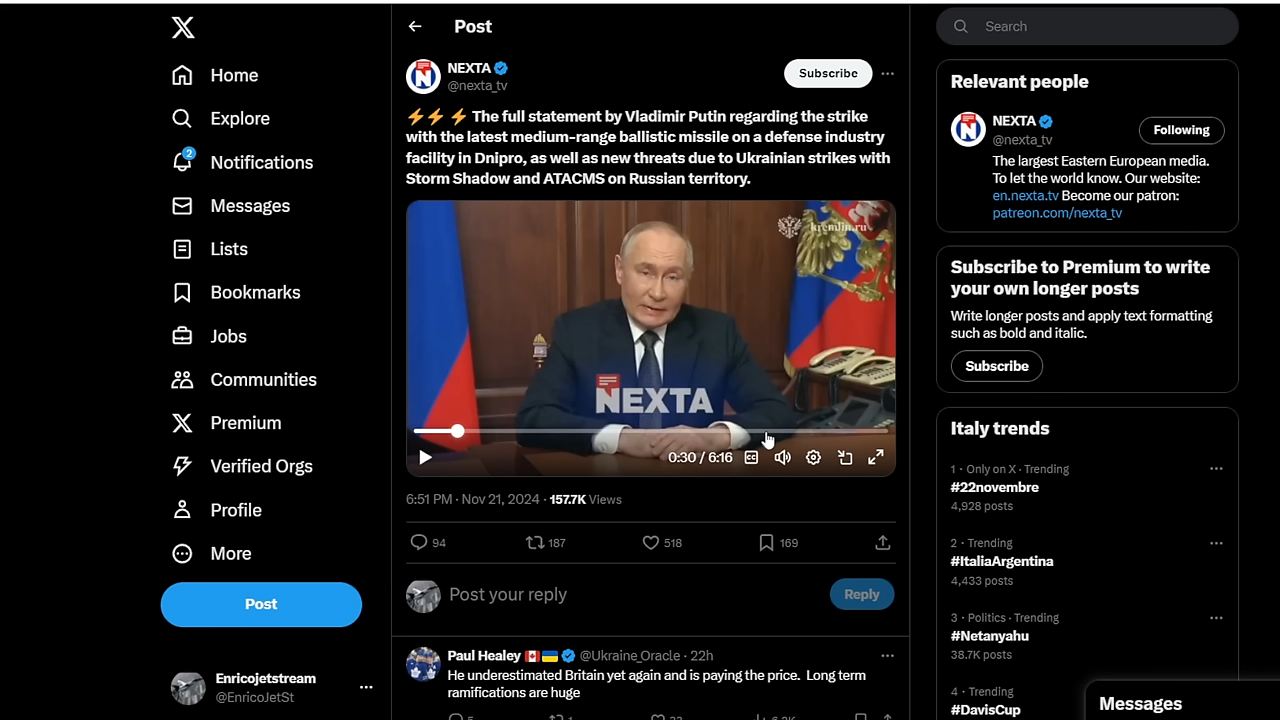 Home
Explore
2
Notifications
Messages
Lists
Bookmarks
Jobs
Communities
Premium
Verified Orgs
Profile
More
Post
Enricojetstream
@EnricoJetSt
Post
NEXTA
@nexta_tv
Subscribe
⚡⚡ ⚡ The full statement by Vladimir Putin regarding the strike
with the latest medium-range ballistic missile on a defense industry
facility in Dnipro, as well as new threats due to Ukrainian strikes with
Storm Shadow and ATACMS on Russian territory.
kremlin.ru
NEXTA
0:30 / 6:16
6:51 PM · Nov 21, 2024 · 157.7K Views
94 187 518 169
Post your reply
Reply
Paul Healey 🇨🇦🇺🇦 @Ukraine_Oracle · 22h
He underestimated Britain yet again and is paying the price. Long term
ramifications are huge
Search
Relevant people
NEXTA
@nexta_tv
Following
The largest Eastern European media.
To let the world know. Our website:
en.nexta.tv Become our patron:
patreon.com/nexta_tv
Subscribe to Premium to write
your own longer posts
Write longer posts and apply text formatting
such as bold and italic.
Subscribe
Italy trends
1 · Only on X · Trending
#22novembre
4,928 posts
2 · Trending
#ItaliaArgentina
4,433 posts
3 · Politics · Trending
#Netanyahu
38.7K posts
4 · Trending
#DavisCup
Messages